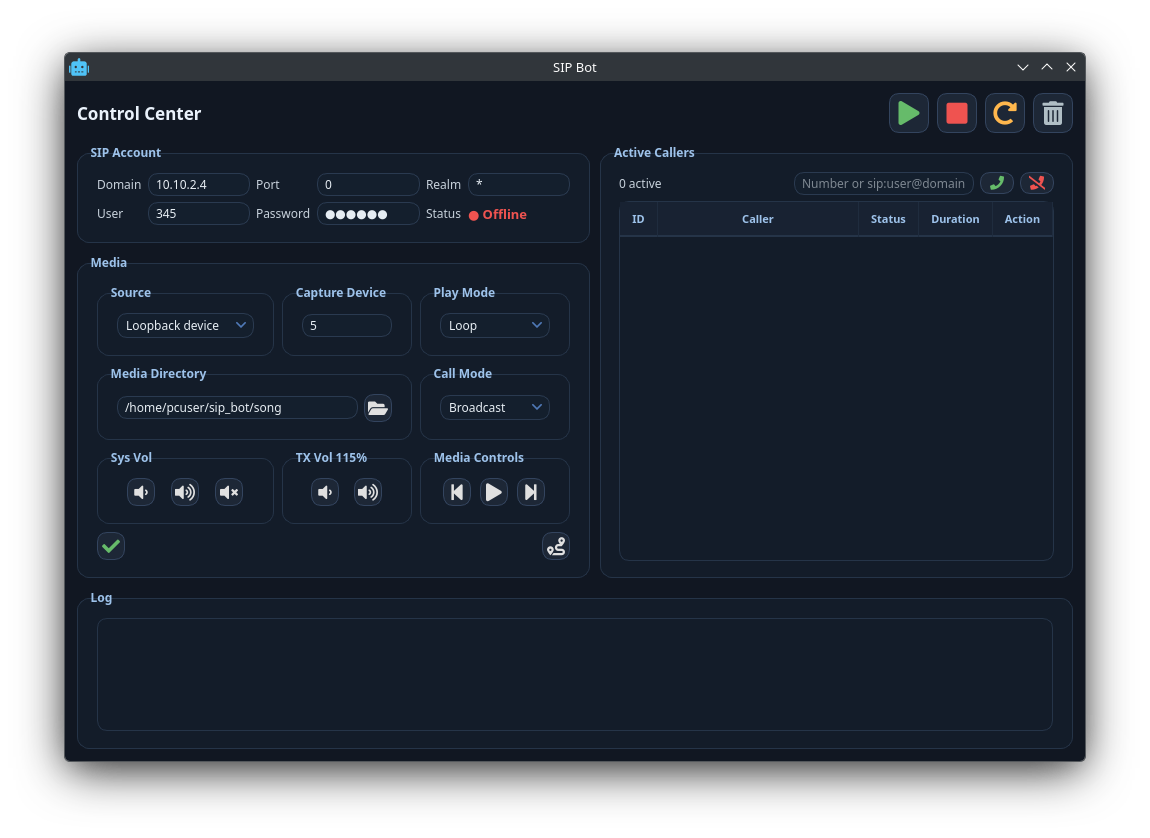 SIP Bot
Control Center
SIP Account
Domain 10.10.2.4 Port 0 Realm *
User 345 Password ●●●●●● Status ● Offline
Media
Source Capture Device Play Mode
Loopback device 5 Loop
Media Directory Call Mode
/home/pcuser/sip_bot/song Broadcast
Sys Vol TX Vol 115% Media Controls
Active Callers
0 active Number or sip:user@domain
ID Caller Status Duration Action
Log